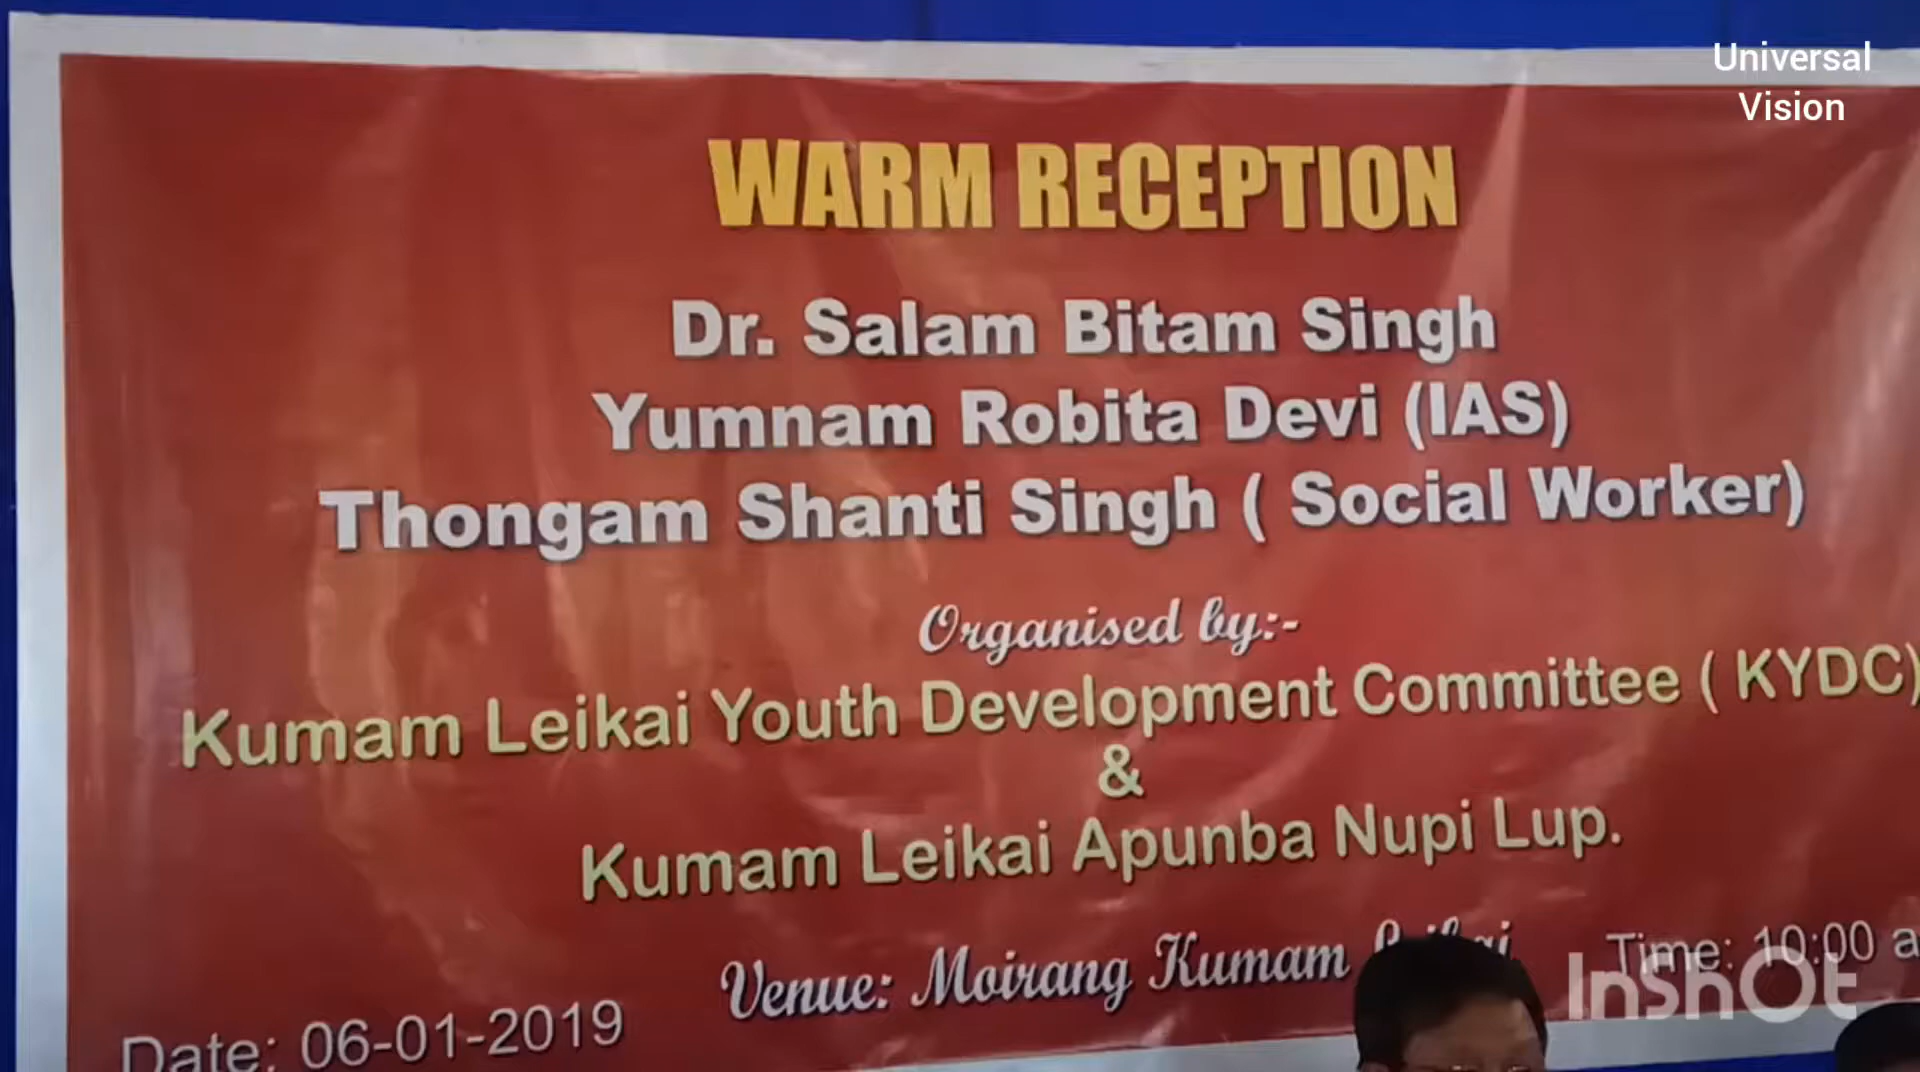 Universal
Vision
WARM RECEPTION
Dr. Salam Bitam Singh
Yumnam Robita Devi (IAS)
Thongam Shanti Singh ( Social Worker)
Organised by:-
Kumam Leikai Youth Development Committee ( KYDC)
&
Kumam Leikai Apunba Nupi Lup.
Venue: Moirang Kumam
Time: 10:00 a
Date: 06-01-2019
InShOt